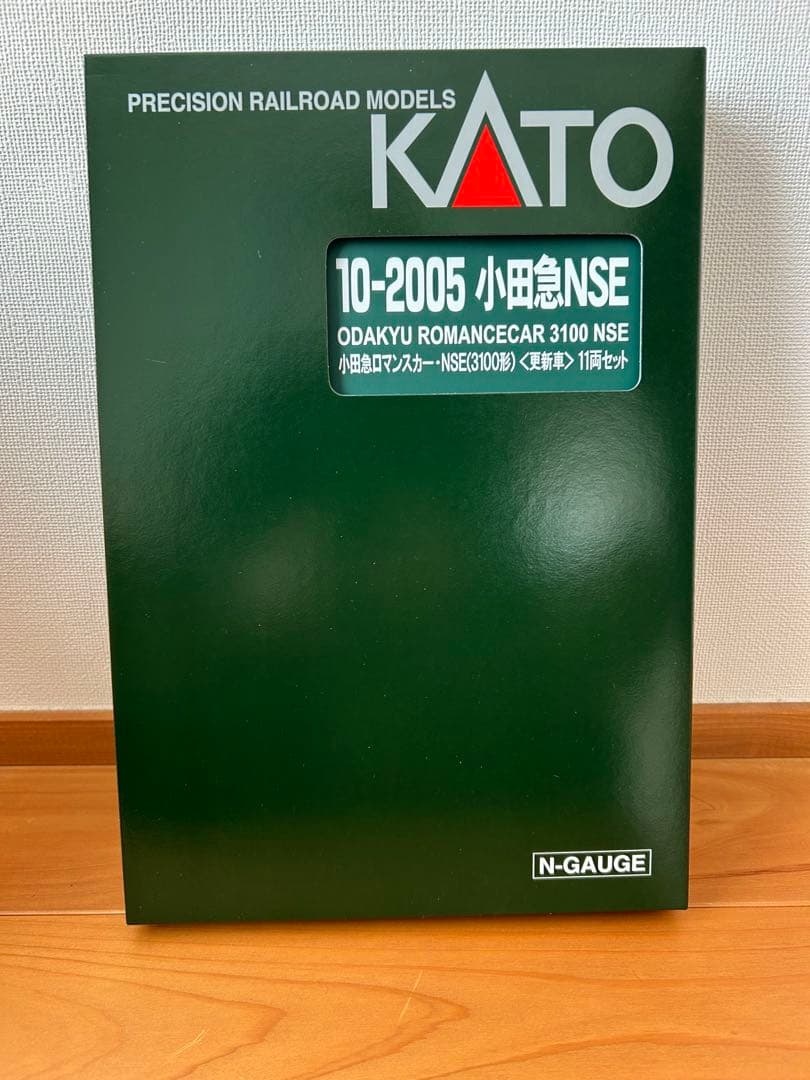 PRECISION RAILROAD MODELS
KATO
10-2005 小田急NSE
ODAKYU ROMANCECAR 3100 NSE
小田急ロマンスカー・NSE(3100形)〈更新車〉11両セット
N-GAUGE